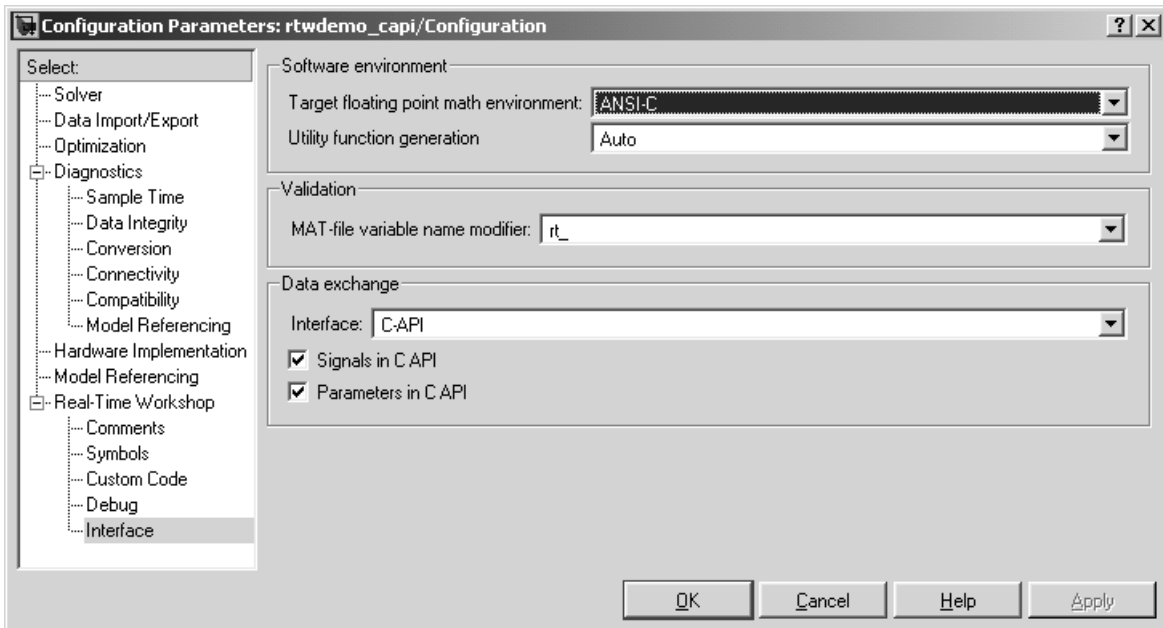 Configuration Parameters: rtwdemo_capi/Configuration
Select:
Solver
Data Import/Export
Optimization
Diagnostics
Sample Time
Data Integrity
Conversion
Connectivity
Compatibility
Model Referencing
Hardware Implementation
Model Referencing
Real-Time Workshop
Comments
Symbols
Custom Code
Debug
Interface
Software environment
Target floating point math environment: ANSI-C
Utility function generation Auto
Validation
MAT-file variable name modifier: rt_
Data exchange
Interface: C-API
Signals in C API
Parameters in C API
OK Cancel Help Apply